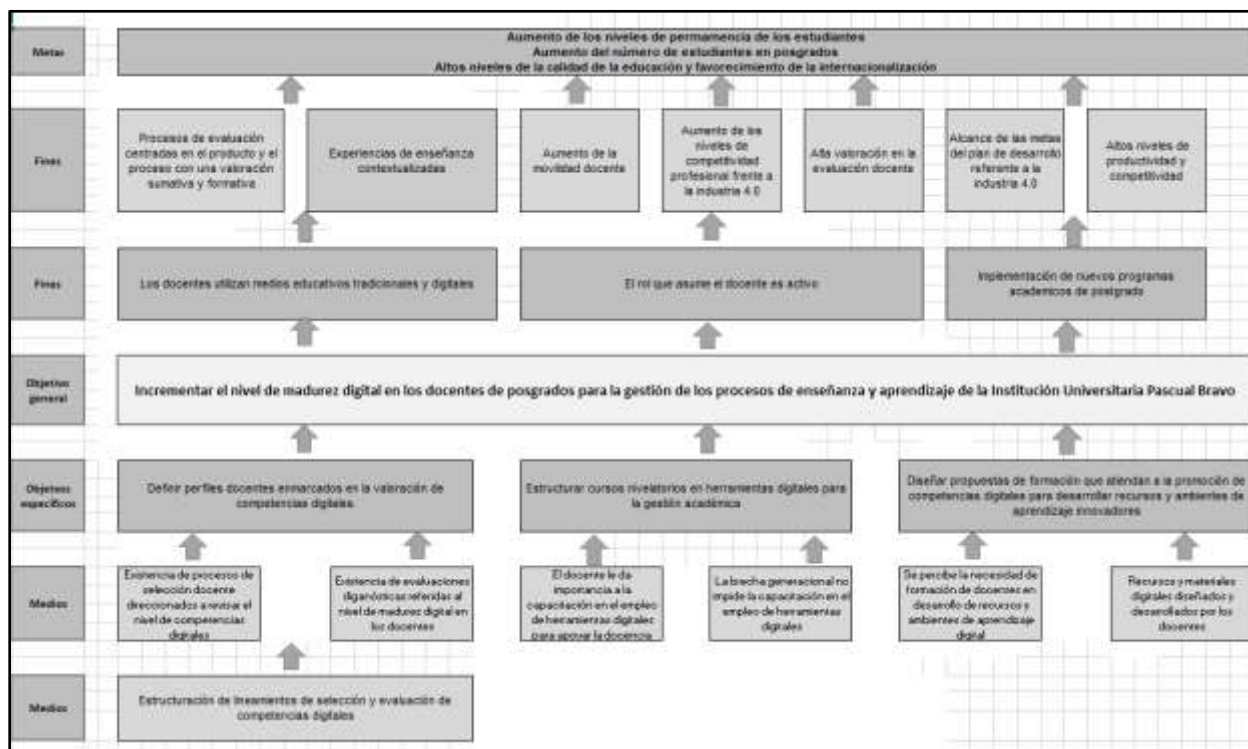 Metas
Aumento de los niveles de permamencia de los estudiantes
Aumento del número de estudiantes en posgrados
Altos niveles de la calidad de la educación y favorecimiento de la internacionalización
Fines
Procesos de evaluación
centradas en el producto y el
proceso con una valoración
sumativa y formativa
Experiencias de enseñanza
contextualizadas
Aumento de la
movilidad docente
Aumento de los
niveles de
competitividad
profesional frente a
la industria 4.0
Alta valoración en la
evaluación docente
Alcance de las metas
del plan de desarrollo
referente a la
industria 4.0
Altos niveles de
productividad y
competitividad
Fines
Los docentes utilizan medios educativos tradicionales y digitales
El rol que asume el docente es activo
Implementación de nuevos programas
academicos de postgrado
Objetivo
general
Incrementar el nivel de madurez digital en los docentes de posgrados para la gestión de los procesos de enseñanza y aprendizaje de la Institución Universitaria Pascual Bravo
Objetivos
específicos
Definir perfiles docentes enmarcados en la valoración de
competencias digitales.
Estructurar cursos nivelatorios en herramientas digitales para
la gestión académica
Diseñar propuestas de formación que atiendan a la promoción de
competencias digitales para desarrollar recursos y ambientes de
aprendizaje innovadores
Medios
Existencia de procesos de
selección docente
direccionados a revisar el
nivel de competencias
digitales
Existencia de evaluaciones
diganósticas referidas al
nivel de madurez digital en
los docentes
El docente le da
importancia a la
capacitación en el empleo
de herramientas digitales
para apoyar la docencia
La brecha generacional no
impide la capacitación en el
empleo de herramientas
digitales
Se percibe la necesidad de
formación de docentes en
desarrollo de recursos y
ambientes de aprendizaje
digital
Recursos y materiales
digitales diseñados y
desarrollados por los
docentes
Medios
Estructuración de lineamientos de selección y evaluación de
competencias digitales